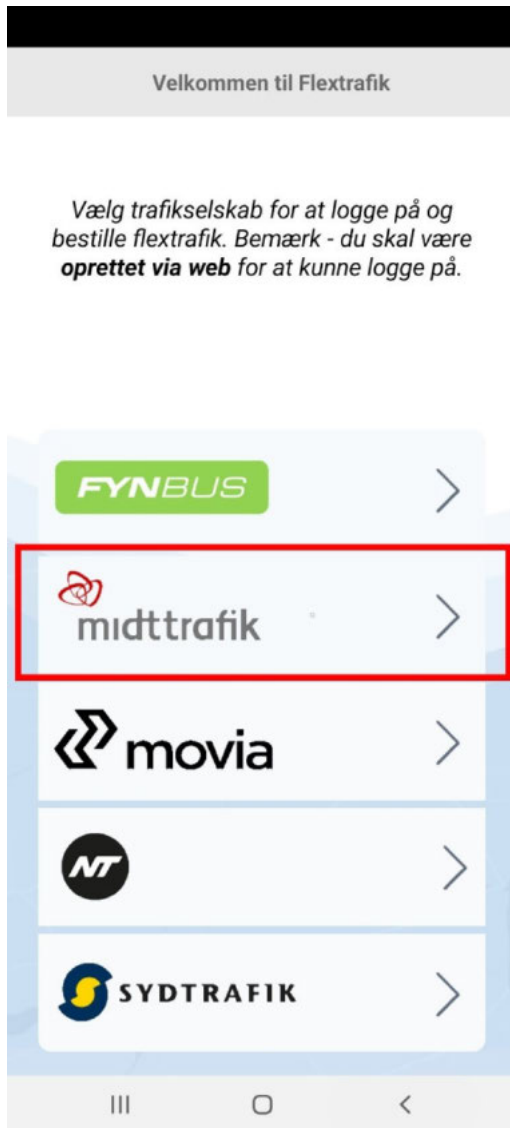 Velkommen til Flextrafik
Vælg trafikselskab for at logge på og
bestille flextrafik. Bemærk - du skal være
oprettet via web for at kunne logge på.
FYNBUS
midttrafik
movia
NT
SYDTRAFIK